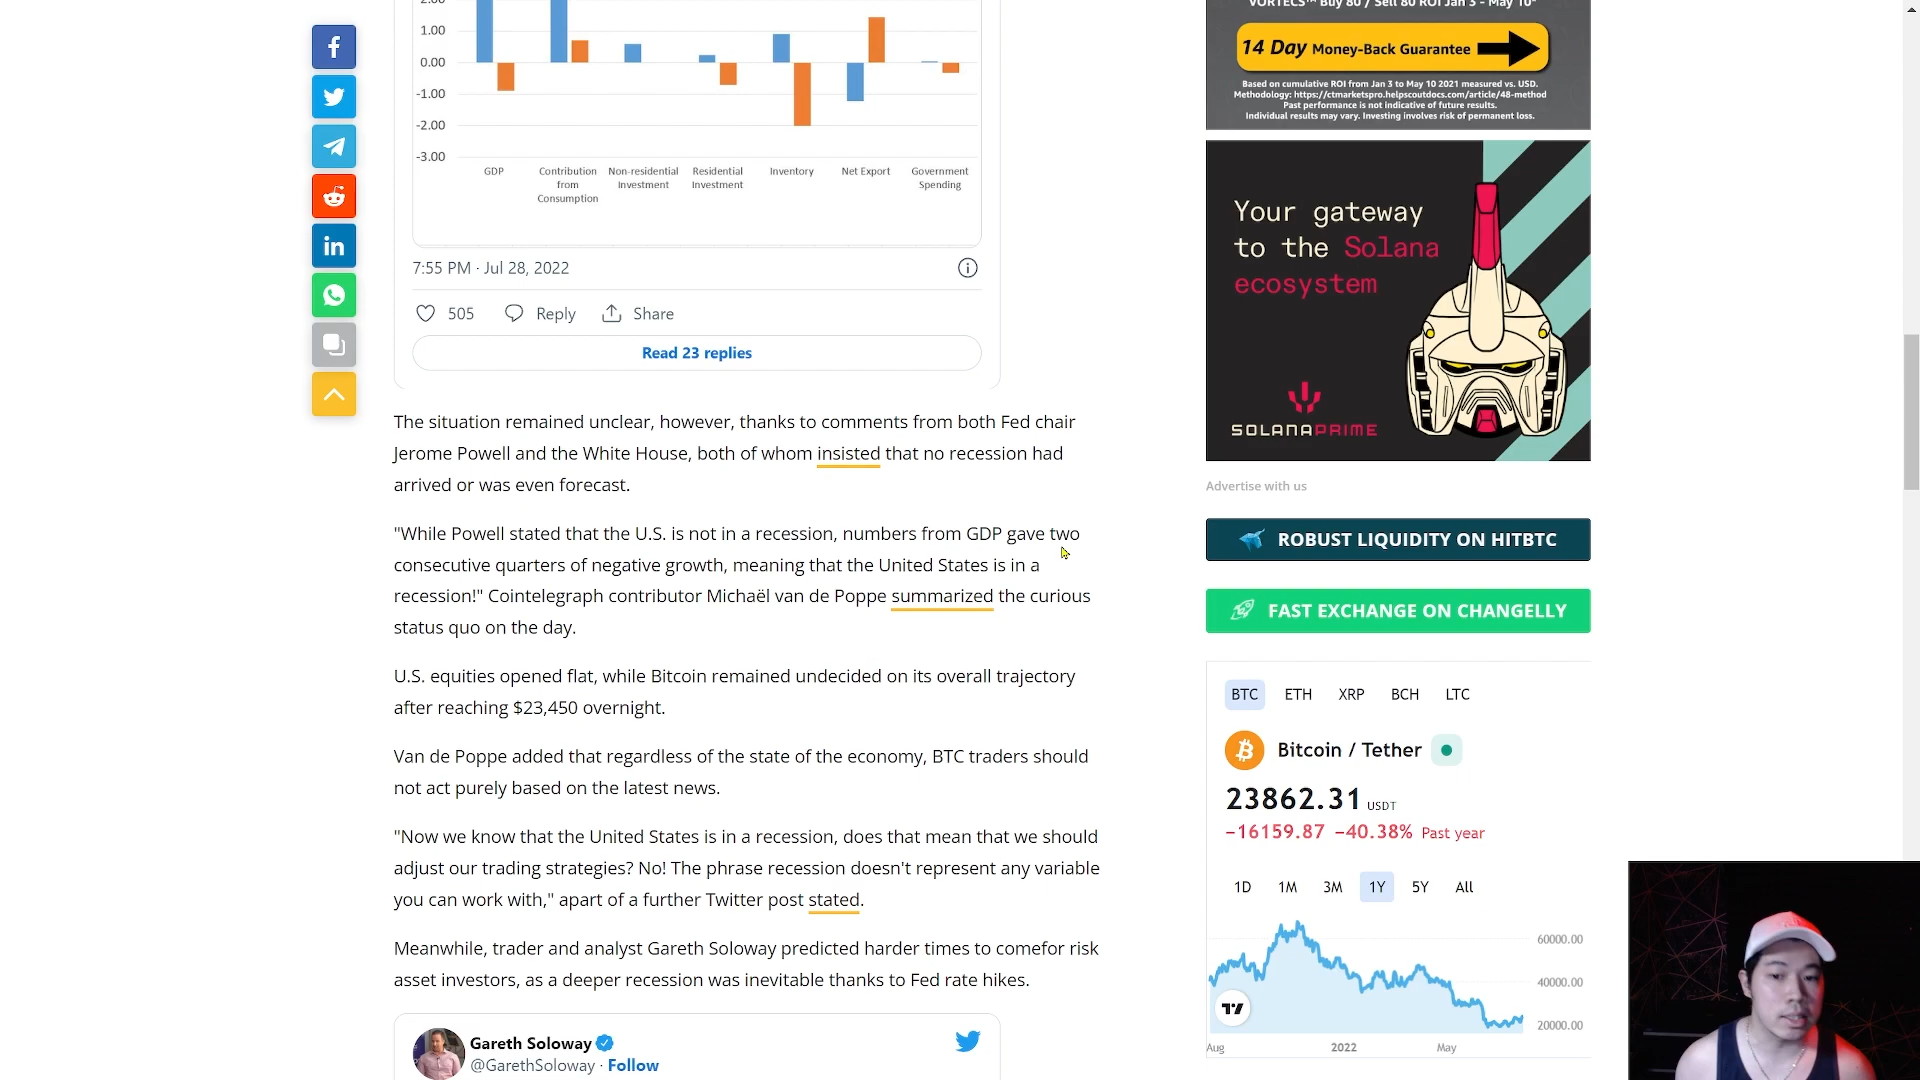 2.00
1.00
0.00
-1.00
-2.00
-3.00
GDP
Contribution
from
Consumption
Non-residential
Investment
Residential
Investment
Inventory
Net Export
Government
Spending
7:55 PM · Jul 28, 2022
505 Reply Share
Read 23 replies
The situation remained unclear, however, thanks to comments from both Fed chair
Jerome Powell and the White House, both of whom insisted that no recession had
arrived or was even forecast.
"While Powell stated that the U.S. is not in a recession, numbers from GDP gave two
consecutive quarters of negative growth, meaning that the United States is in a
recession!" Cointelegraph contributor Michaël van de Poppe summarized the curious
status quo on the day.
U.S. equities opened flat, while Bitcoin remained undecided on its overall trajectory
after reaching $23,450 overnight.
Van de Poppe added that regardless of the state of the economy, BTC traders should
not act purely based on the latest news.
"Now we know that the United States is in a recession, does that mean that we should
adjust our trading strategies? No! The phrase recession doesn't represent any variable
you can work with," apart of a further Twitter post stated.
Meanwhile, trader and analyst Gareth Soloway predicted harder times to comefor risk
asset investors, as a deeper recession was inevitable thanks to Fed rate hikes.
Gareth Soloway
@GarethSoloway · Follow
VORTECS™ Buy 80 / Sell 80 ROI Jan 3 - May 10*
14 Day Money-Back Guarantee
Based on cumulative ROI from Jan 3 to May 10 2021 measured vs. USD.
Methodology: https://ctmarketspro.helpscoutdocs.com/article/48-method
Past performance is not indicative of future results.
Individual results may vary. Investing involves risk of permanent loss.
Your gateway
to the Solana
ecosystem
SOLANAPRIME
Advertise with us
ROBUST LIQUIDITY ON HITBTC
FAST EXCHANGE ON CHANGELLY
BTC ETH XRP BCH LTC
Bitcoin / Tether
23862.31 USDT
−16159.87 −40.38% Past year
1D 1M 3M 1Y 5Y All
60000.00
40000.00
20000.00
Aug 2022 May